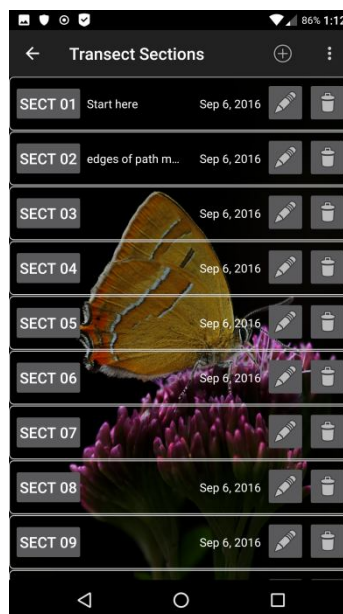 86% 1:12
Transect Sections
SECT 01 Start here Sep 6, 2016
SECT 02 edges of path m... Sep 6, 2016
SECT 03 Sep 6, 2016
SECT 04 Sep 6, 2016
SECT 05 Sep 6, 2016
SECT 06 Sep 6, 2016
SECT 07 Sep 6, 2016
SECT 08 Sep 6, 2016
SECT 09 Sep 6, 2016